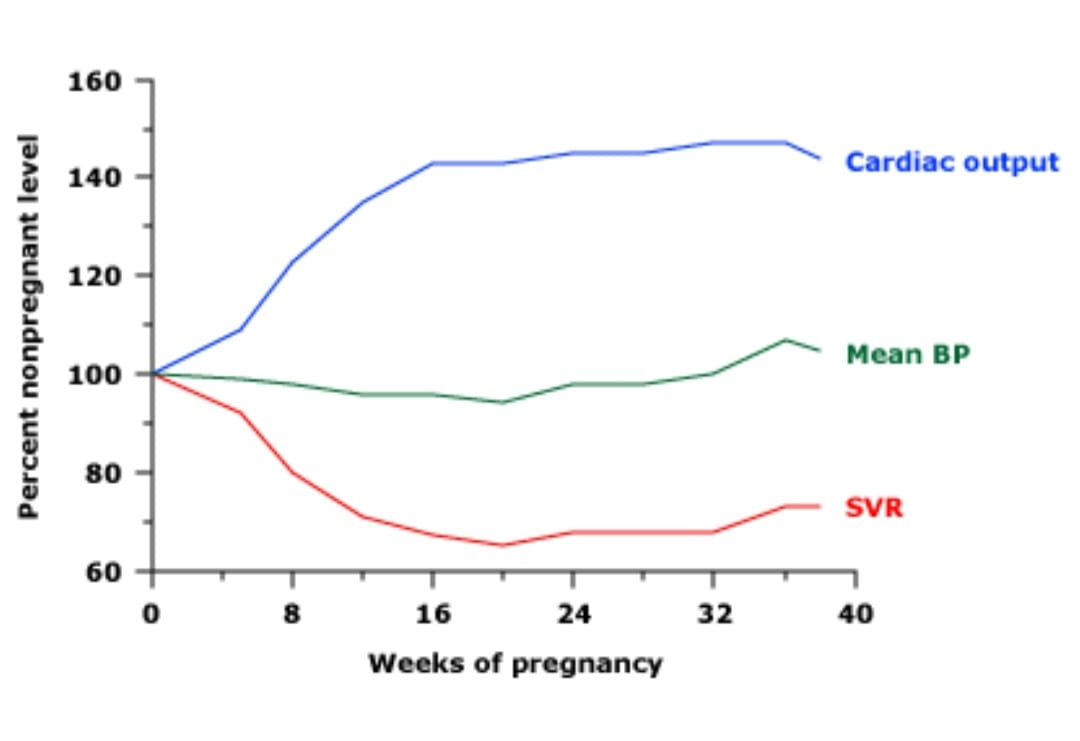 160
140
120
100
80
60
Percent nonpregnant level
Cardiac output
Mean BP
SVR
0 8 16 24 32 40
Weeks of pregnancy